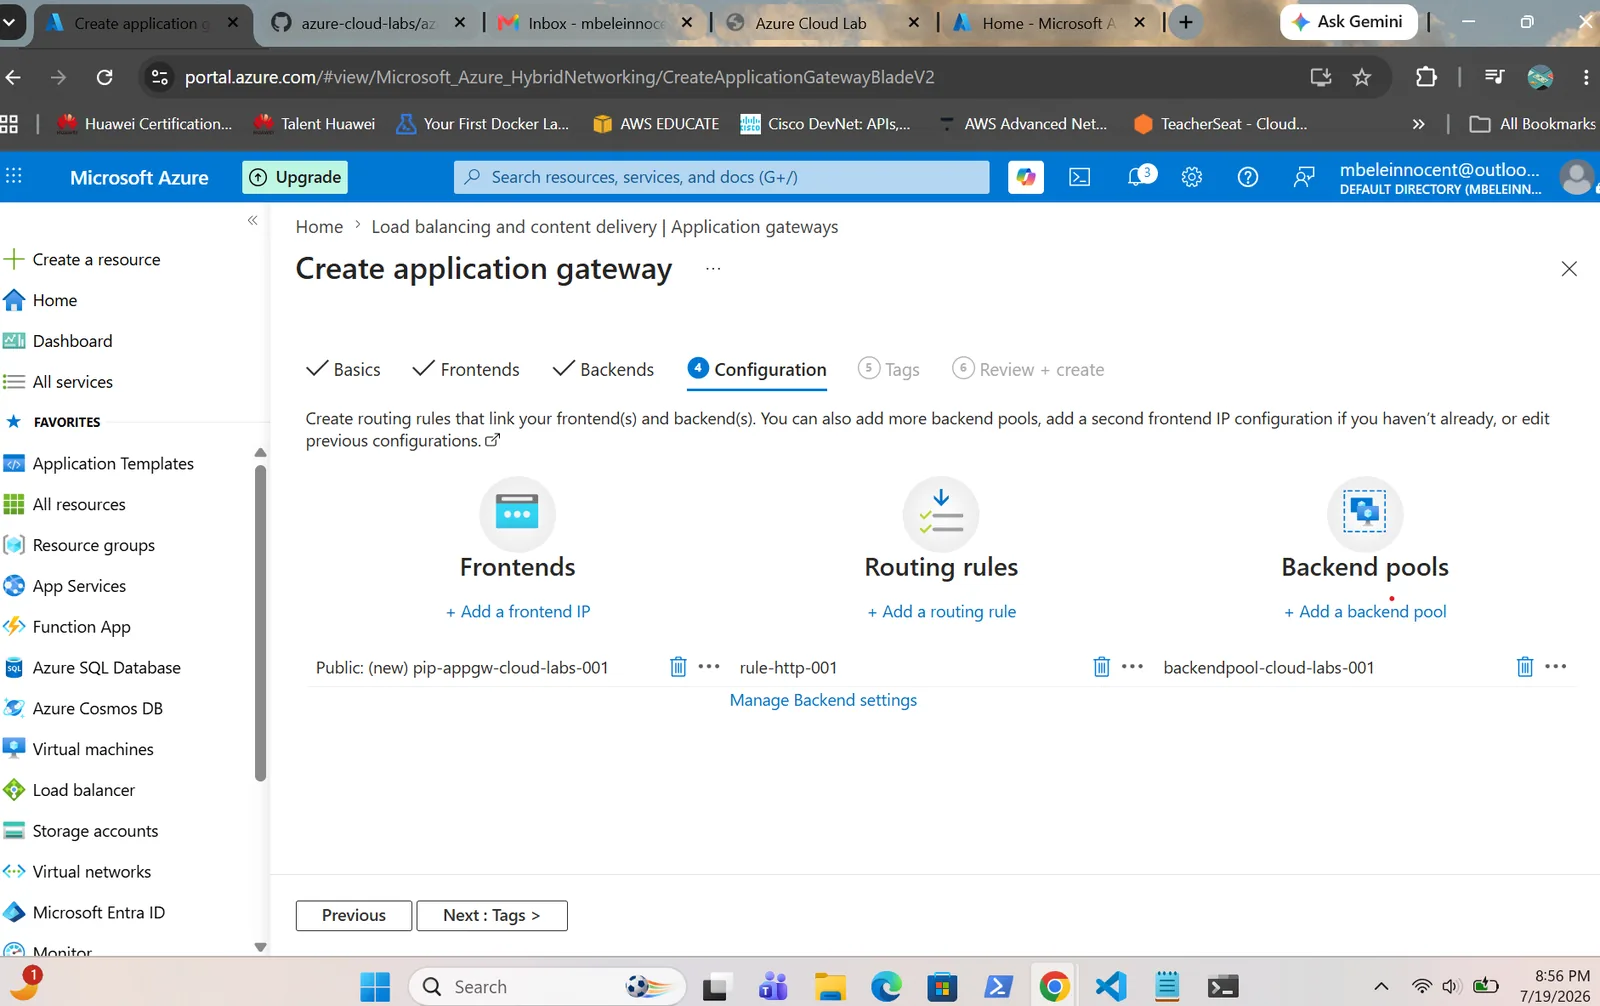 Create application g
azure-cloud-labs/az
Inbox - mbeleinnoce
Azure Cloud Lab
Home - Microsoft A
Ask Gemini
portal.azure.com/#view/Microsoft_Azure_HybridNetworking/CreateApplicationGatewayBladeV2
Huawei Certification...
Talent Huawei
Your First Docker La...
AWS EDUCATE
Cisco DevNet: APIs,...
AWS Advanced Net...
TeacherSeat - Cloud...
»
All Bookmarks
Microsoft Azure
Upgrade
Search resources, services, and docs (G+/)
3
mbeleinnocent@outloo...
DEFAULT DIRECTORY (MBELEINN...
Create a resource
Home
Dashboard
All services
FAVORITES
Application Templates
All resources
Resource groups
App Services
Function App
SQL
Azure SQL Database
Azure Cosmos DB
Virtual machines
Load balancer
Storage accounts
Virtual networks
Microsoft Entra ID
Monitor
Home > Load balancing and content delivery | Application gateways
Create application gateway ...
Basics
Frontends
Backends
4 Configuration
5 Tags
6 Review + create
Create routing rules that link your frontend(s) and backend(s). You can also add more backend pools, add a second frontend IP configuration if you haven't already, or edit
previous configurations.
Frontends
+ Add a frontend IP
Public: (new) pip-appgw-cloud-labs-001
Routing rules
+ Add a routing rule
rule-http-001
Manage Backend settings
Backend pools
+ Add a backend pool
backendpool-cloud-labs-001
Previous
Next : Tags >
1
Search
8:56 PM
7/19/2026